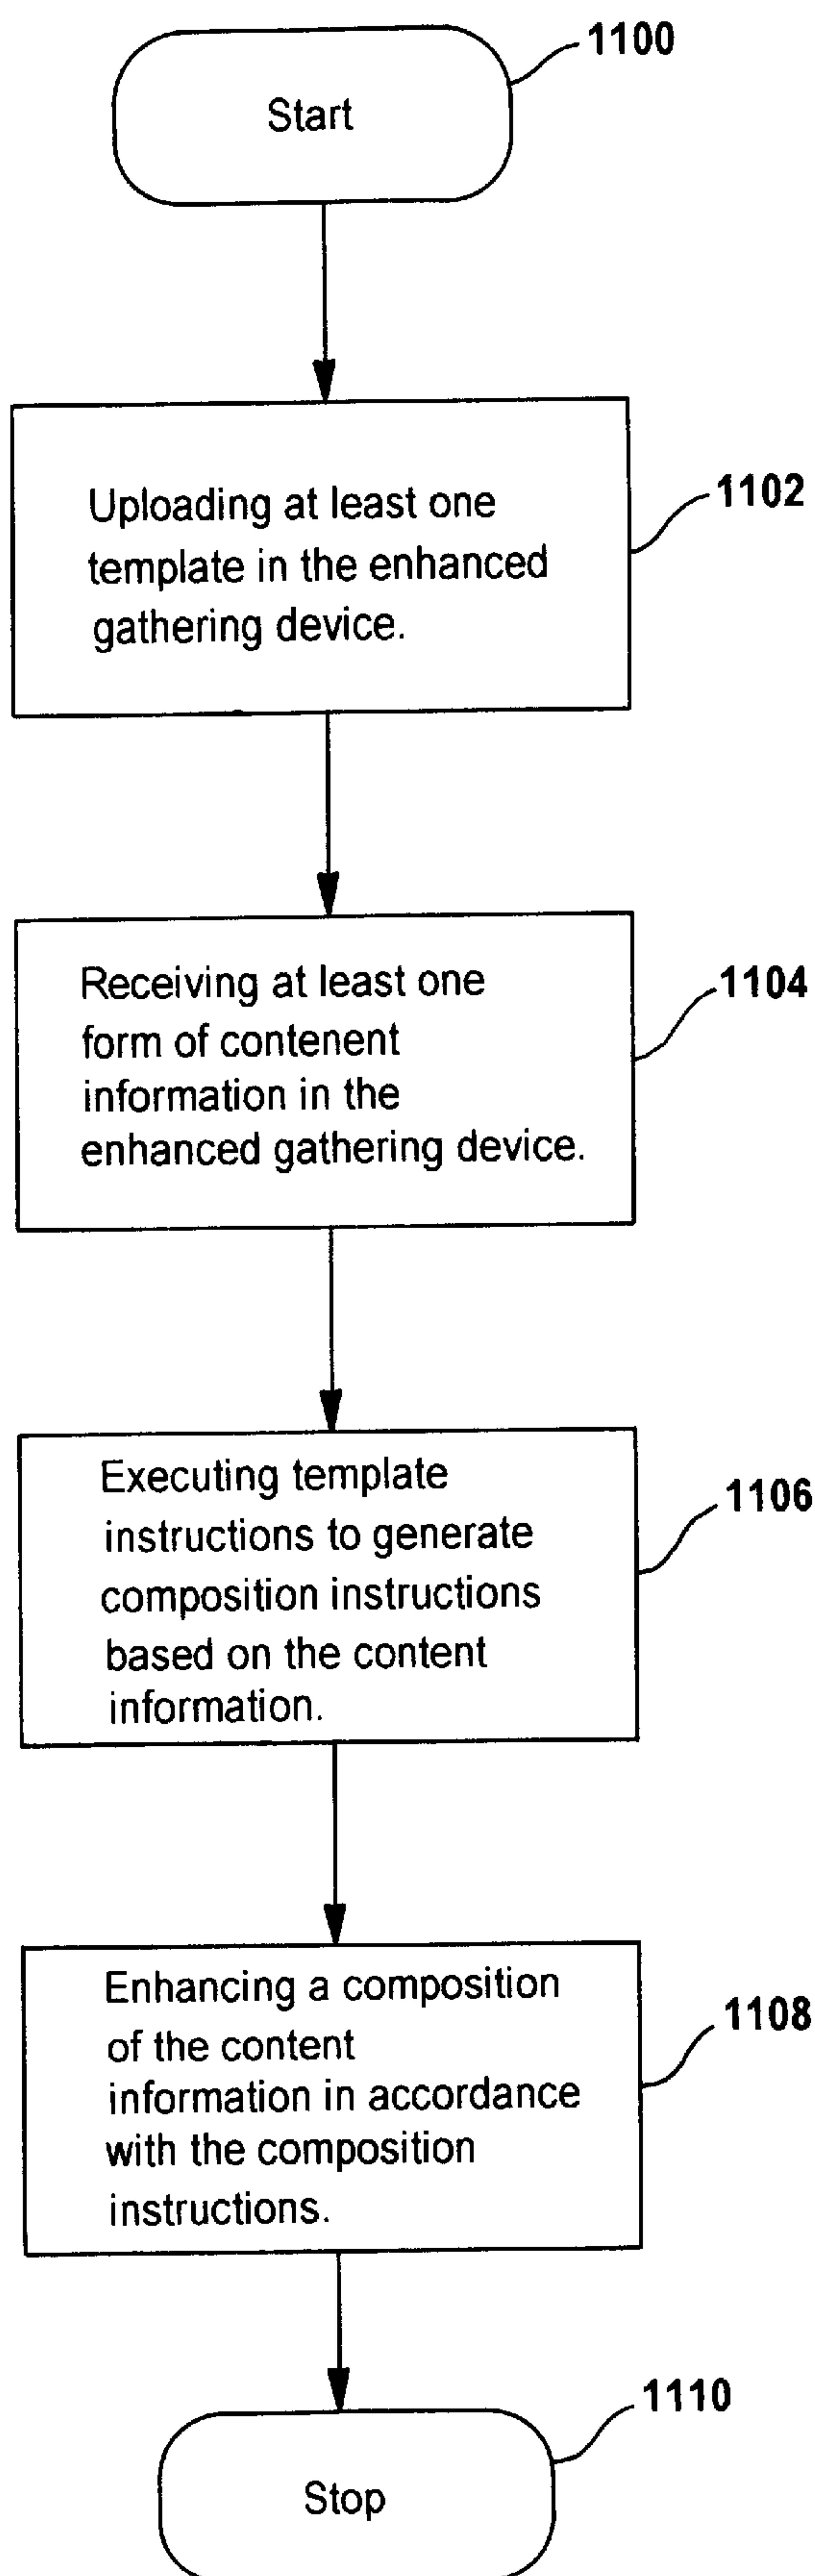 1100
Start
1102
Uploading at least one
template in the enhanced
gathering device.
1104
Receiving at least one
form of contenent
information in the
enhanced gathering device.
1106
Executing template
instructions to generate
composition instructions
based on the content
information.
1108
Enhancing a composition
of the content
information in accordance
with the composition
instructions.
1110
Stop